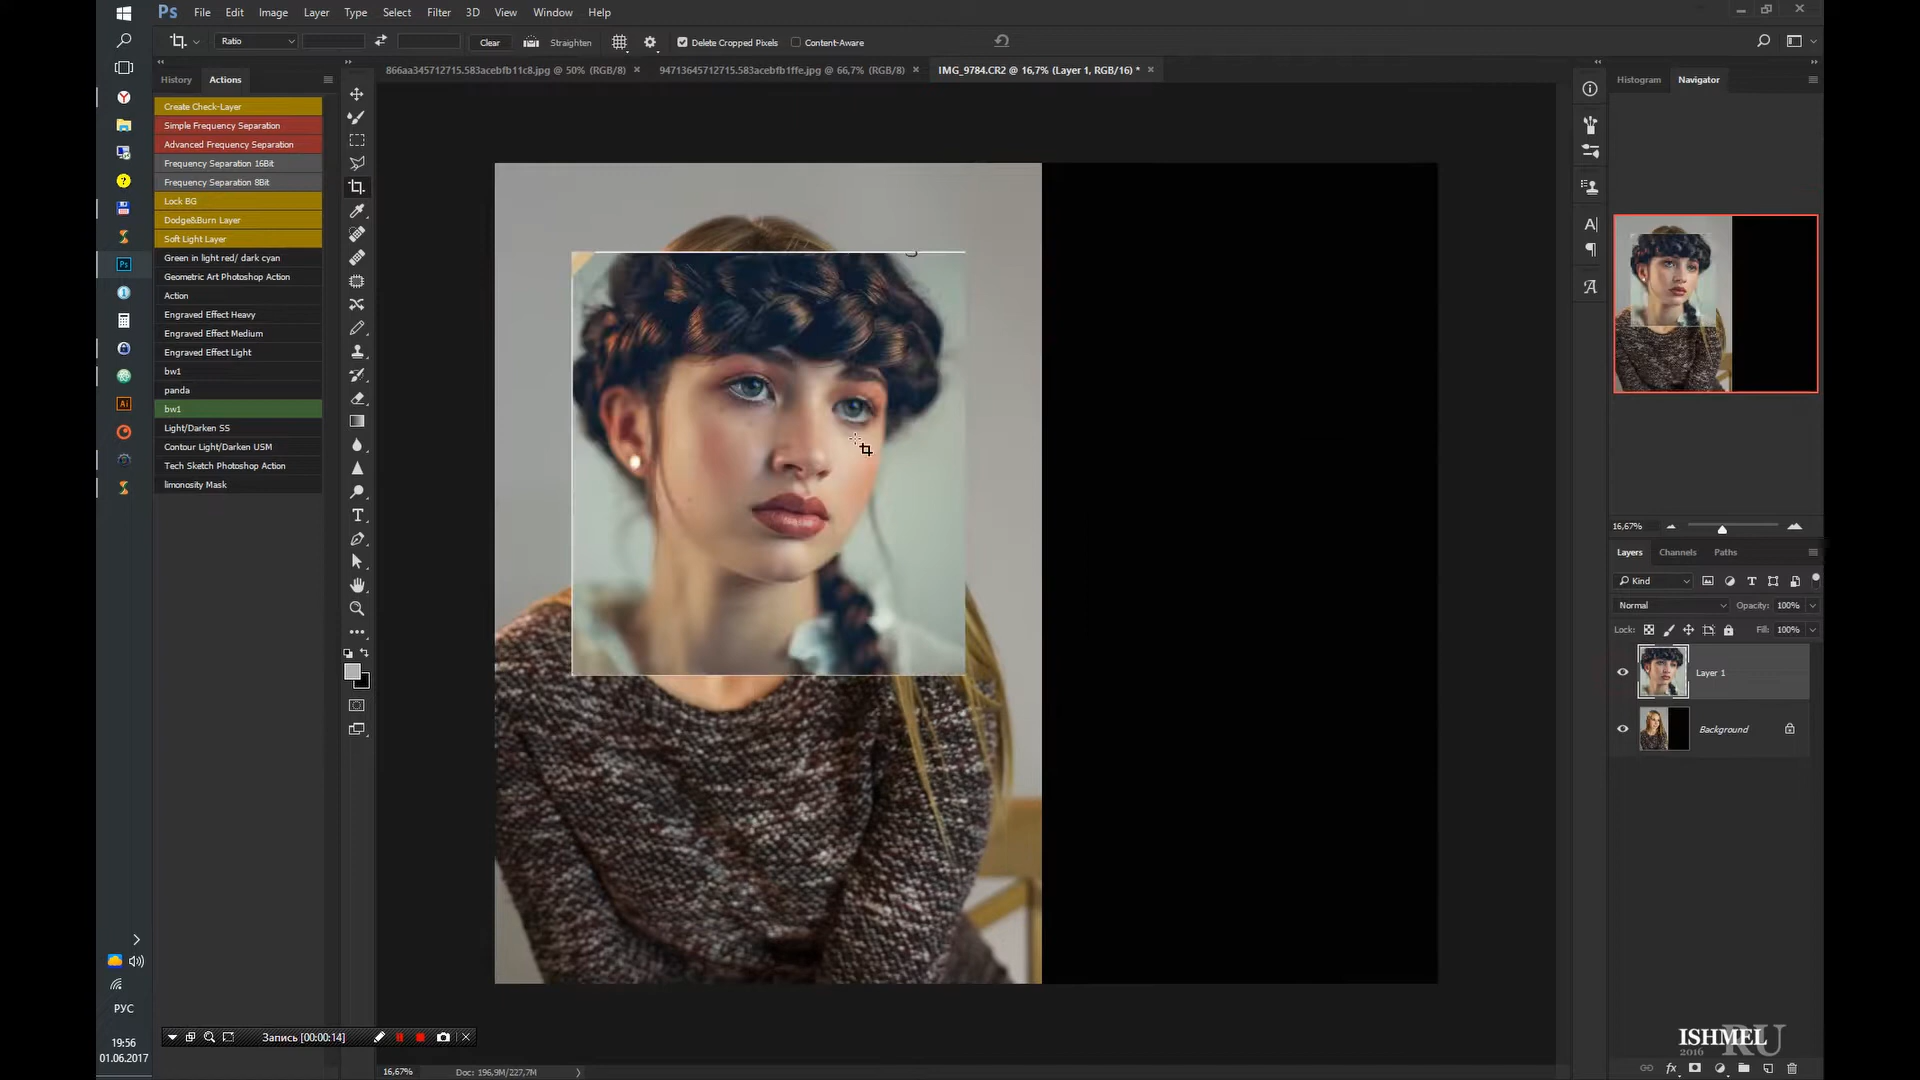 Ps File Edit Image Layer Type Select Filter 3D View Window Help
Ratio Clear Straighten Delete Cropped Pixels Content-Aware
866aa345712715.583acebfb11c8.jpg @ 50% (RGB/8) × 94713645712715.583acebfb1ffe.jpg @ 66,7% (RGB/8) × IMG_9784.CR2 @ 16,7% (Layer 1, RGB/16) * ×
History Actions
Create Check-Layer
Simple Frequency Separation
Advanced Frequency Separation
Frequency Separation 16Bit
Frequency Separation 8Bit
Lock BG
Dodge&Burn Layer
Soft Light Layer
Green in light red/ dark cyan
Geometric Art Photoshop Action
Action
Engraved Effect Heavy
Engraved Effect Medium
Engraved Effect Light
bw1
panda
bw1
Light/Darken SS
Contour Light/Darken USM
Tech Sketch Photoshop Action
limonosity Mask
Histogram Navigator
16,67%
Layers Channels Paths
Kind
Normal Opacity: 100%
Lock: Fill: 100%
Layer 1
Background
Ps
Ai
РУС
19:56
01.06.2017
Запись [00:00:14]
16,67% Doc: 196,9M/227,7M
ISHMEL
2016 RU